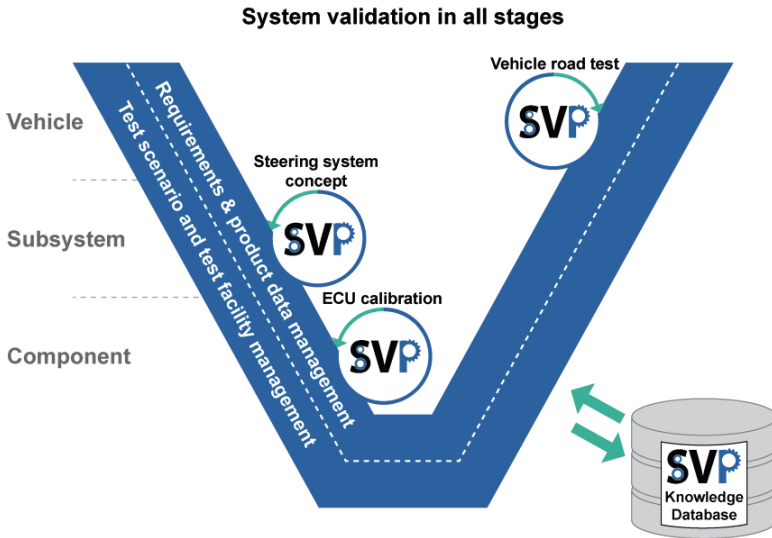 System validation in all stages
Vehicle road test
SVP
Vehicle
Steering system
concept
SVP
Subsystem
ECU calibration
SVP
Component
Requirements & product data management
Test scenario and test facility management
SVP
Knowledge
Database